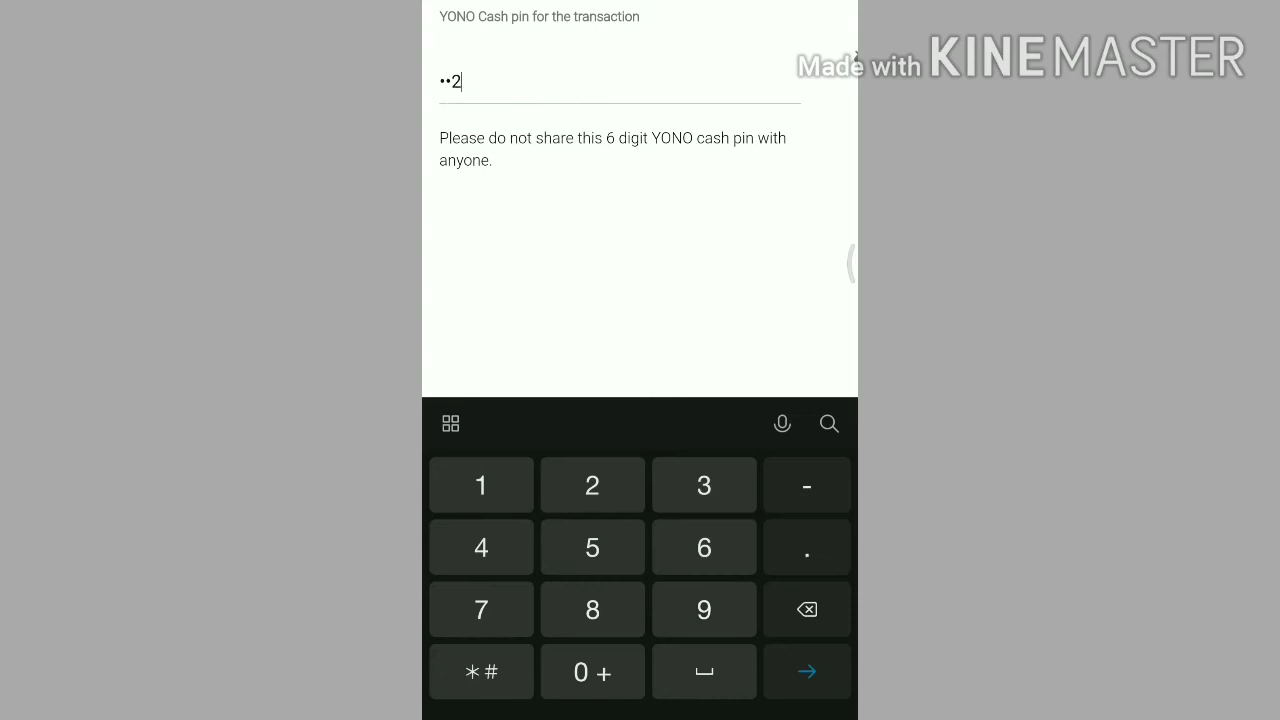 YONO Cash pin for the transaction
Made with KINEMASTER
••2
Please do not share this 6 digit YONO cash pin with
anyone.
1 2 3 -
4 5 6 .
7 8 9
*# 0 +